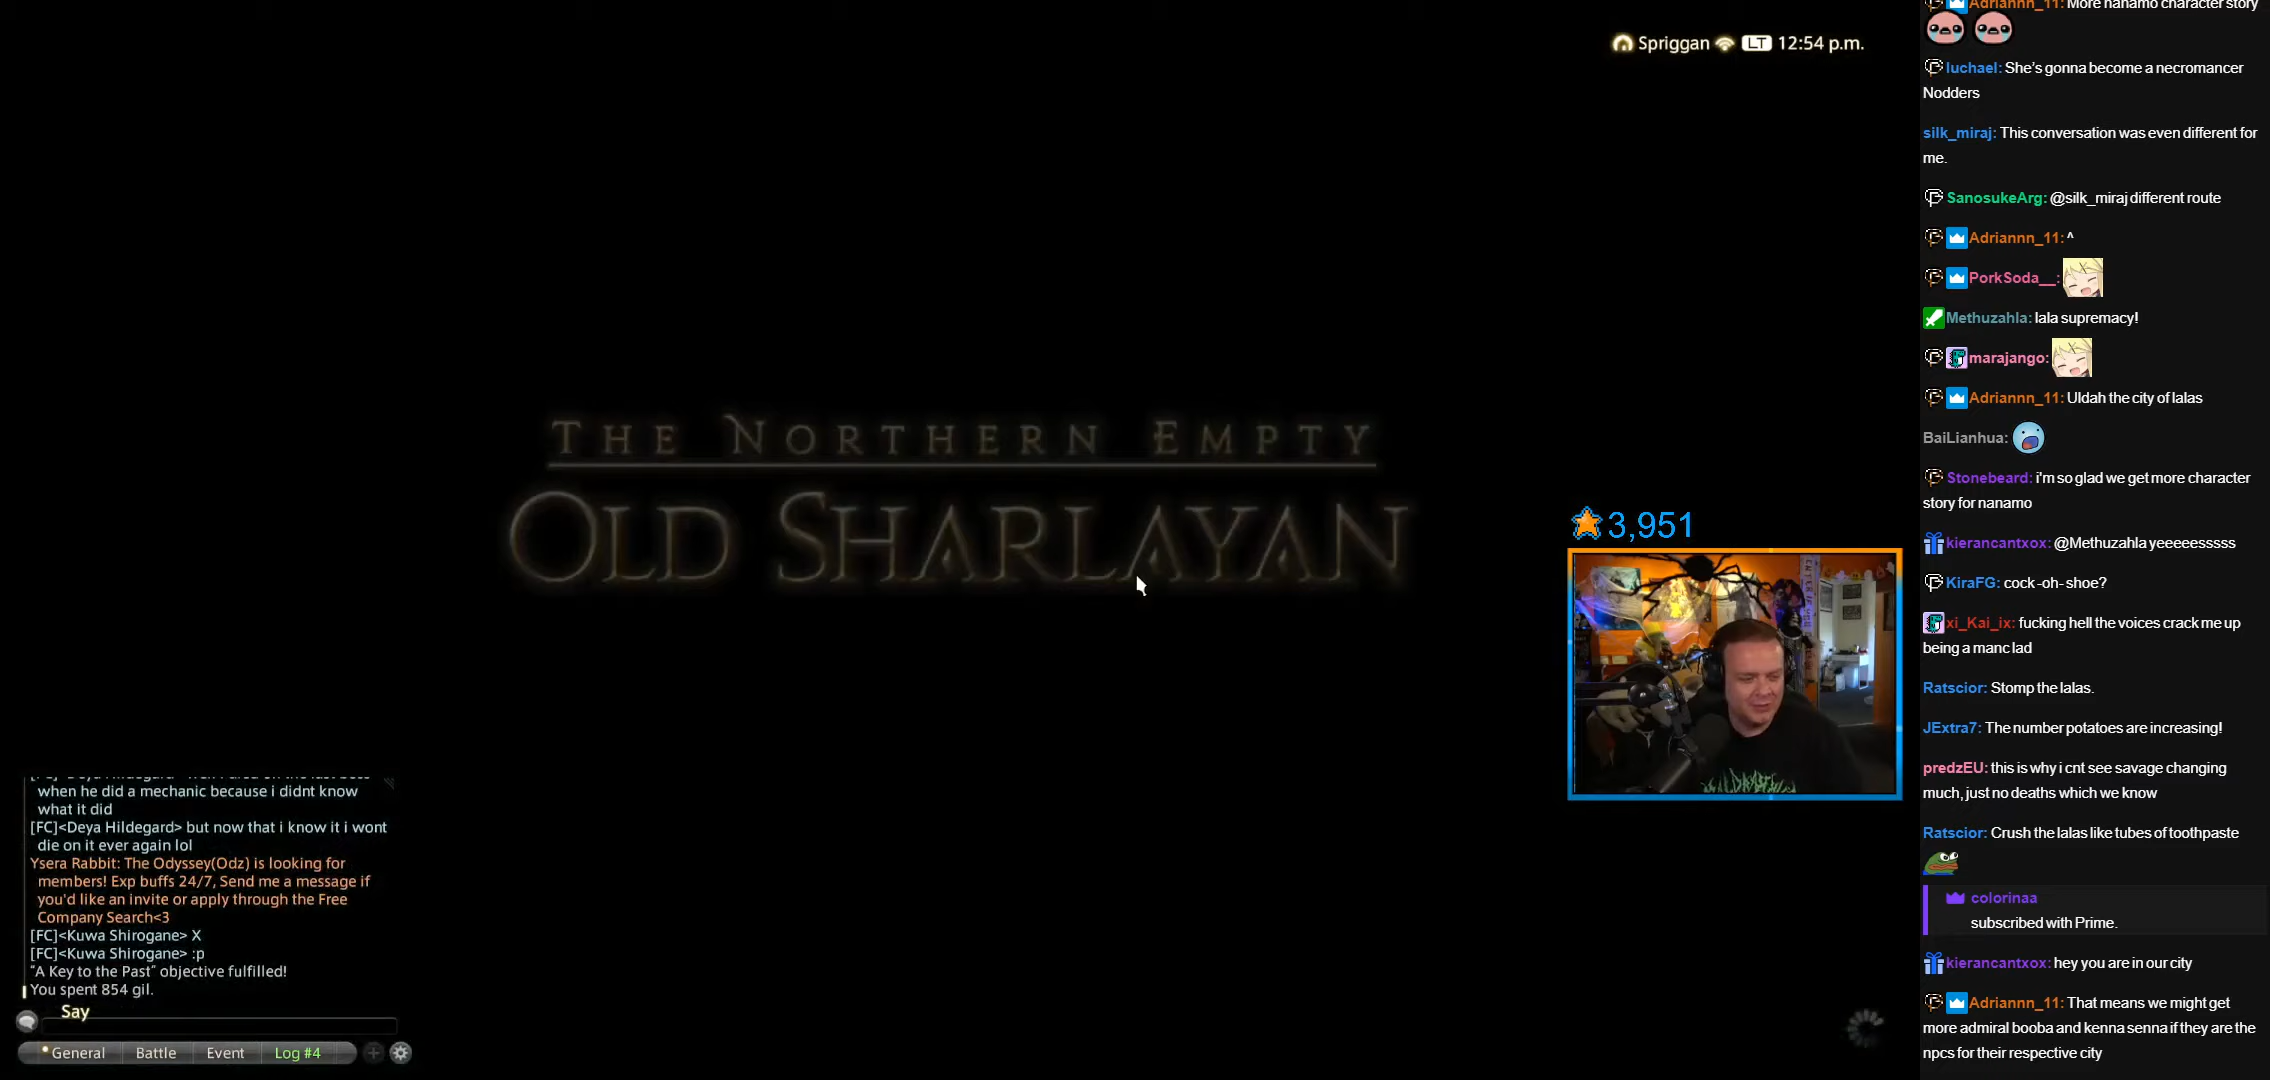 Spriggan LT 12:54 p.m.
THE NORTHERN EMPTY
OLD SHARLAYAN
3,951
when he did a mechanic because i didnt know
what it did
[FC]<Deya Hildegard> but now that i know it i wont
die on it ever again lol
Ysera Rabbit: The Odyssey(Odz) is looking for
members! Exp buffs 24/7, Send me a message if
you'd like an invite or apply through the Free
Company Search<3
[FC]<Kuwa Shirogane> X
[FC]<Kuwa Shirogane> :p
"A Key to the Past" objective fulfilled!
You spent 854 gil.
Say
General Battle Event Log #4
Adriannn_11: More nanamo character story
luchael: She's gonna become a necromancer
Nodders
silk_miraj: This conversation was even different for
me.
SanosukeArg: @silk_miraj different route
Adriannn_11: ^
PorkSoda__:
Methuzahla: lala supremacy!
marajango:
Adriannn_11: Uldah the city of lalas
BaiLianhua:
Stonebeard: i'm so glad we get more character
story for nanamo
kierancantxox: @Methuzahla yeeeeesssss
KiraFG: cock-oh-shoe?
xi_Kai_ix: fucking hell the voices crack me up
being a manc lad
Ratscior: Stomp the lalas.
JExtra7: The number potatoes are increasing!
predzEU: this is why i cnt see savage changing
much, just no deaths which we know
Ratscior: Crush the lalas like tubes of toothpaste
colorinaa
subscribed with Prime.
kierancantxox: hey you are in our city
Adriannn_11: That means we might get
more admiral booba and kenna senna if they are the
npcs for their respective city